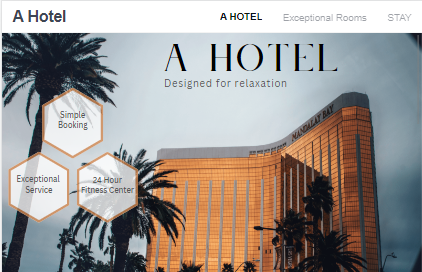 A Hotel
A HOTEL Exceptional Rooms STAY
A HOTEL
Designed for relaxation
Simple
Booking
Exceptional
Service
24 Hour
Fitness Center
MANDALAY BAY